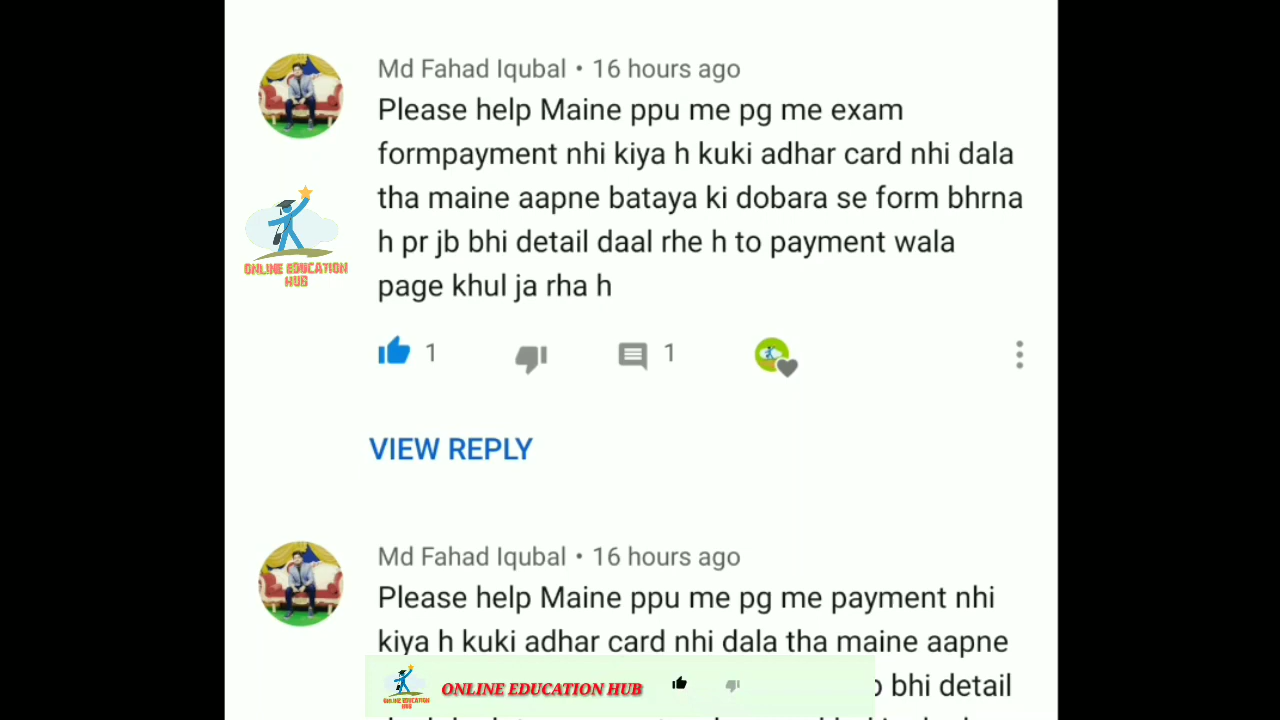 Md Fahad Iqubal • 16 hours ago
Please help Maine ppu me pg me exam
formpayment nhi kiya h kuki adhar card nhi dala
tha maine aapne bataya ki dobara se form bhrna
h pr jb bhi detail daal rhe h to payment wala
page khul ja rha h
ONLINE EDUCATION
HUB
1
1
VIEW REPLY
Md Fahad Iqubal • 16 hours ago
Please help Maine ppu me pg me payment nhi
kiya h kuki adhar card nhi dala tha maine aapne
bhi detail
ONLINE EDUCATION HUB
ONLINE EDUCATION
HUB